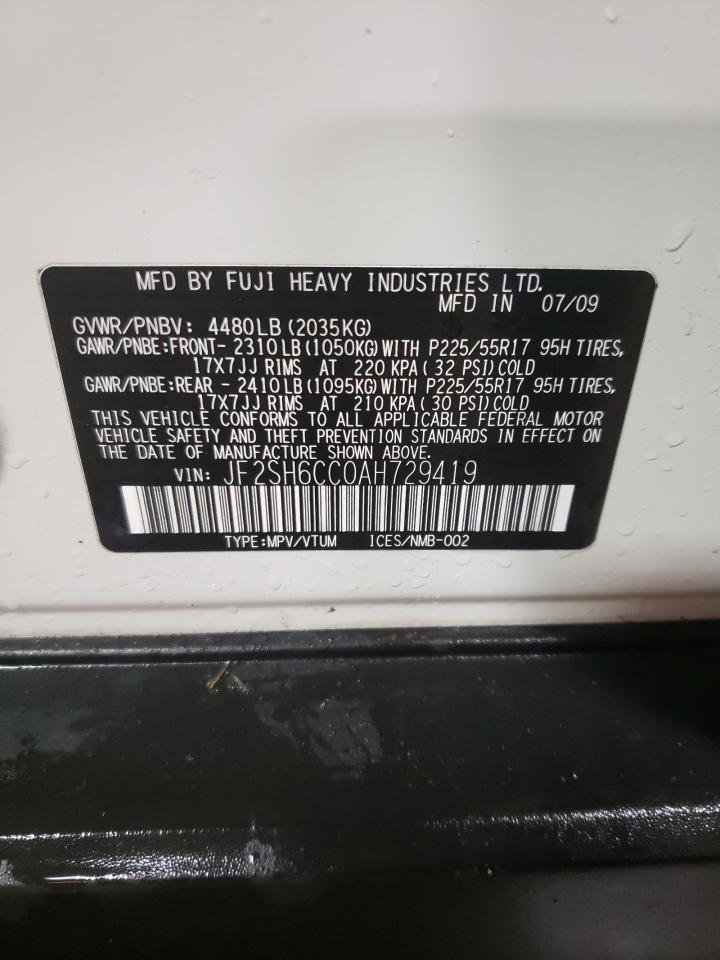 MFD BY FUJI HEAVY INDUSTRIES LTD.
MFD IN 07/09
GVWR/PNBV: 4480LB (2035KG)
GAWR/PNBE:FRONT- 2310LB (1050KG) WITH P225/55R17 95H TIRES,
17X7JJ RIMS AT 220 KPA ( 32 PSI) COLD
GAWR/PNBE:REAR - 2410LB (1095KG) WITH P225/55R17 95H TIRES,
17X7JJ RIMS AT 210 KPA ( 30 PSI) COLD
THIS VEHICLE CONFORMS TO ALL APPLICABLE FEDERAL MOTOR
VEHICLE SAFETY AND THEFT PREVENTION STANDARDS IN EFFECT ON
THE DATE OF MANUFACTURE SHOWN ABOVE.
VIN: JF2SH6CC0AH729419
TYPE:MPV/VTUM ICES/NMB-002